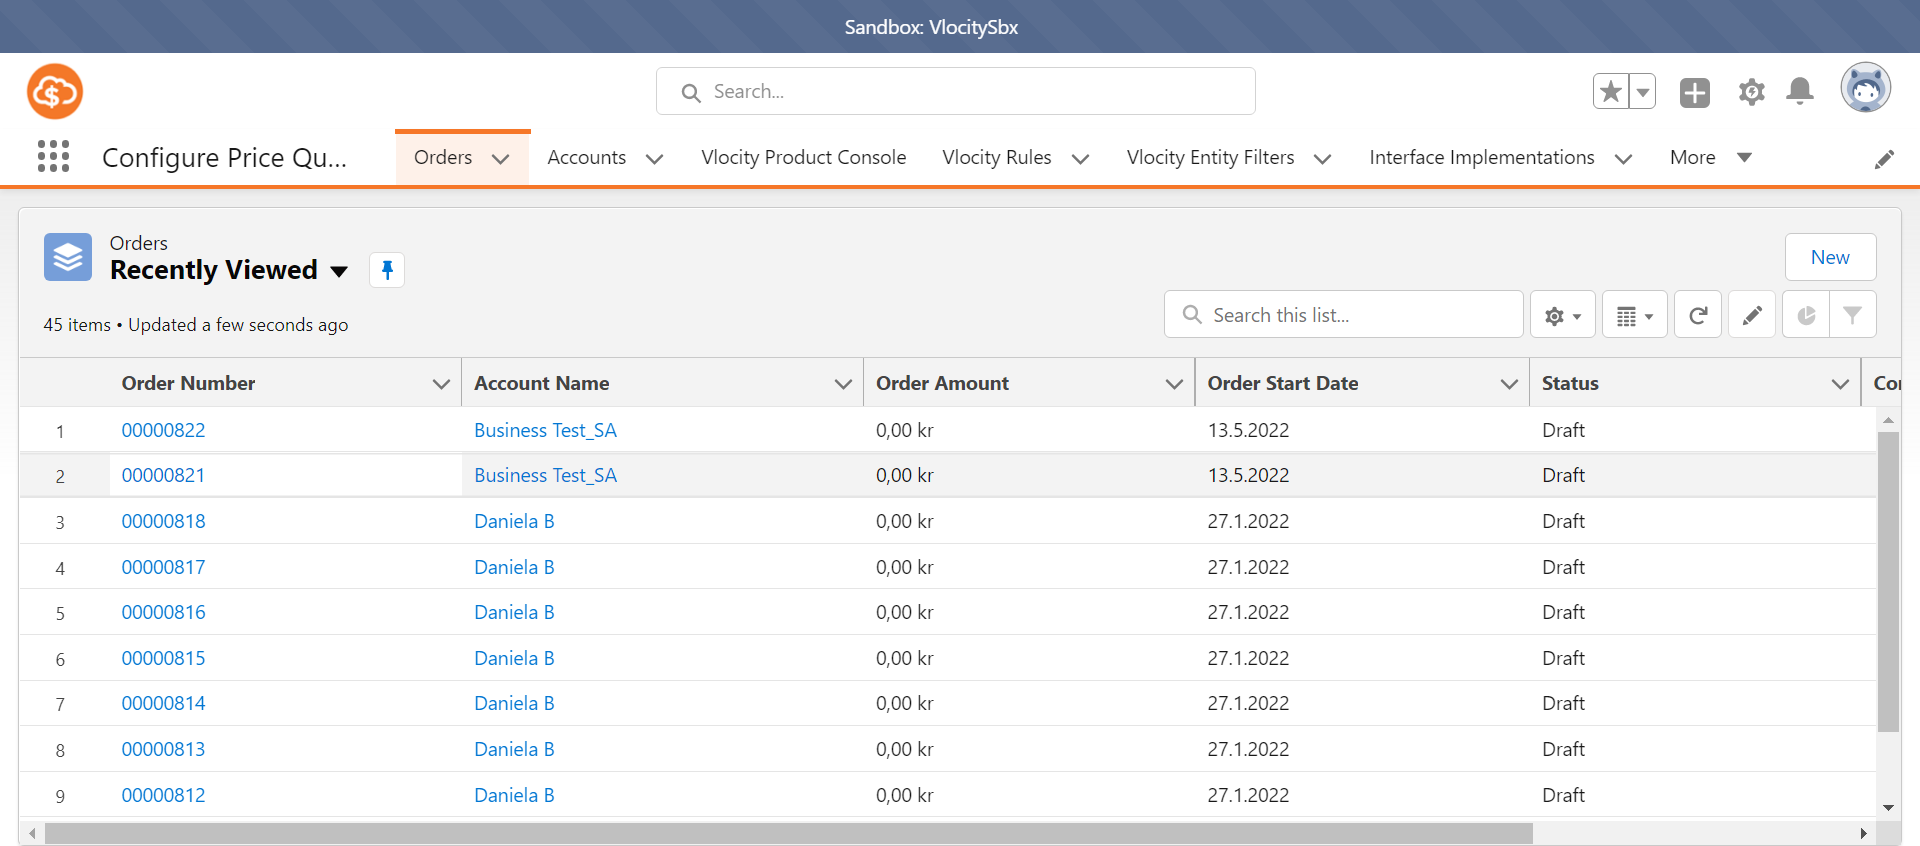 Sandbox: VlocitySbx
$
Search...
Configure Price Qu...
Orders
Accounts
Vlocity Product Console
Vlocity Rules
Vlocity Entity Filters
Interface Implementations
More
Orders
Recently Viewed
New
45 items • Updated a few seconds ago
Search this list...
Order Number Account Name Order Amount Order Start Date Status Co
1 00000822 Business Test_SA 0,00 kr 13.5.2022 Draft
2 00000821 Business Test_SA 0,00 kr 13.5.2022 Draft
3 00000818 Daniela B 0,00 kr 27.1.2022 Draft
4 00000817 Daniela B 0,00 kr 27.1.2022 Draft
5 00000816 Daniela B 0,00 kr 27.1.2022 Draft
6 00000815 Daniela B 0,00 kr 27.1.2022 Draft
7 00000814 Daniela B 0,00 kr 27.1.2022 Draft
8 00000813 Daniela B 0,00 kr 27.1.2022 Draft
9 00000812 Daniela B 0,00 kr 27.1.2022 Draft